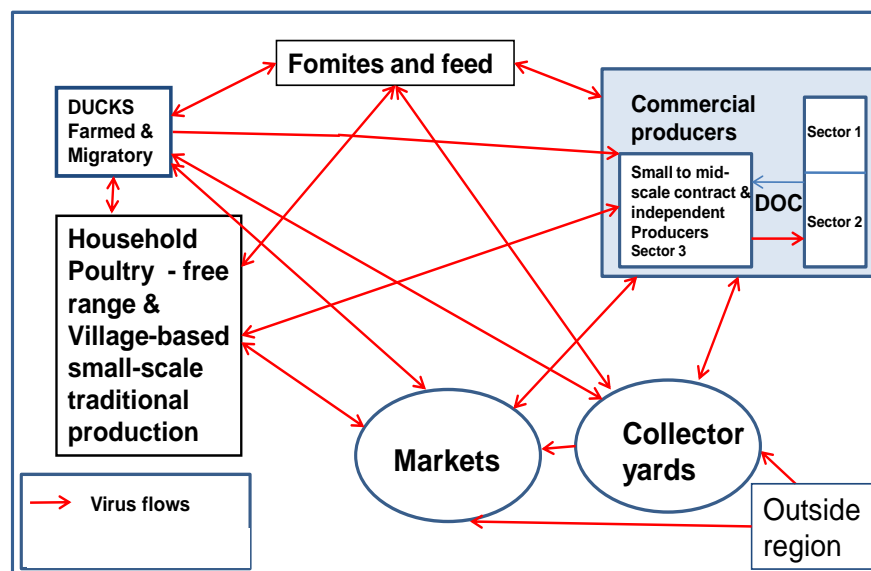 Fomites and feed
DUCKS
Farmed &
Migratory
Commercial
producers
Sector 1
Small to mid-
scale contract &
independent
Producers
Sector 3
DOC
Sector 2
Household
Poultry - free
range &
Village-based
small-scale
traditional
production
Markets
Collector
yards
Virus flows
Outside
region